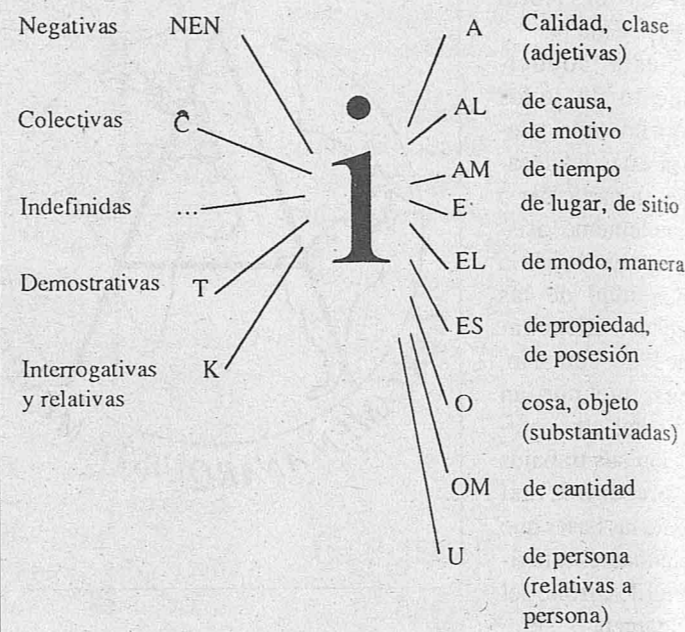 Negativas NEN
Colectivas Ĉ
Indefinidas ...
Demostrativas T
Interrogativas K
y relativas
i
A Calidad, clase
(adjetivas)
AL de causa,
de motivo
AM de tiempo
E de lugar, de sitio
EL de modo, manera
ES de propiedad,
de posesión
O cosa, objeto
(substantivadas)
OM de cantidad
U de persona
(relativas a
persona)